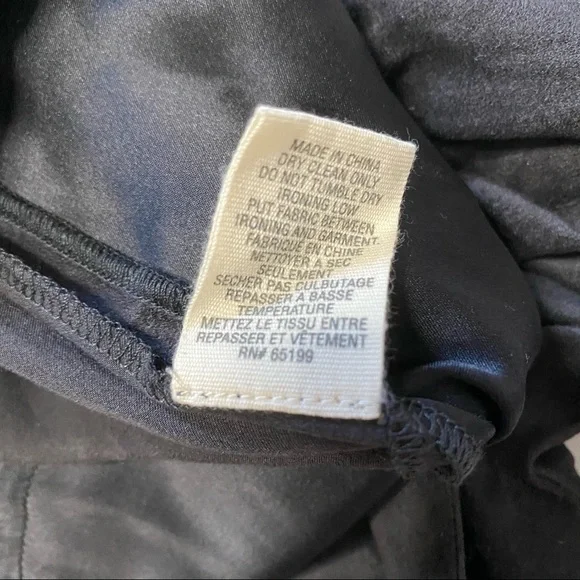 MADE IN CHINA
DRY CLEAN ONLY
DO NOT TUMBLE DRY
IRONING LOW
PUT FABRIC BETWEEN
IRONING AND GARMENT.
FABRIQUÉ EN CHINE
NETTOYER A SEC
SEULEMENT
SECHER PAS CULBUTAGE
REPASSER A BASSE
TEMPERATURE
METTEZ LE TISSU ENTRE
REPASSER ET VÊTEMENT
RN# 65199